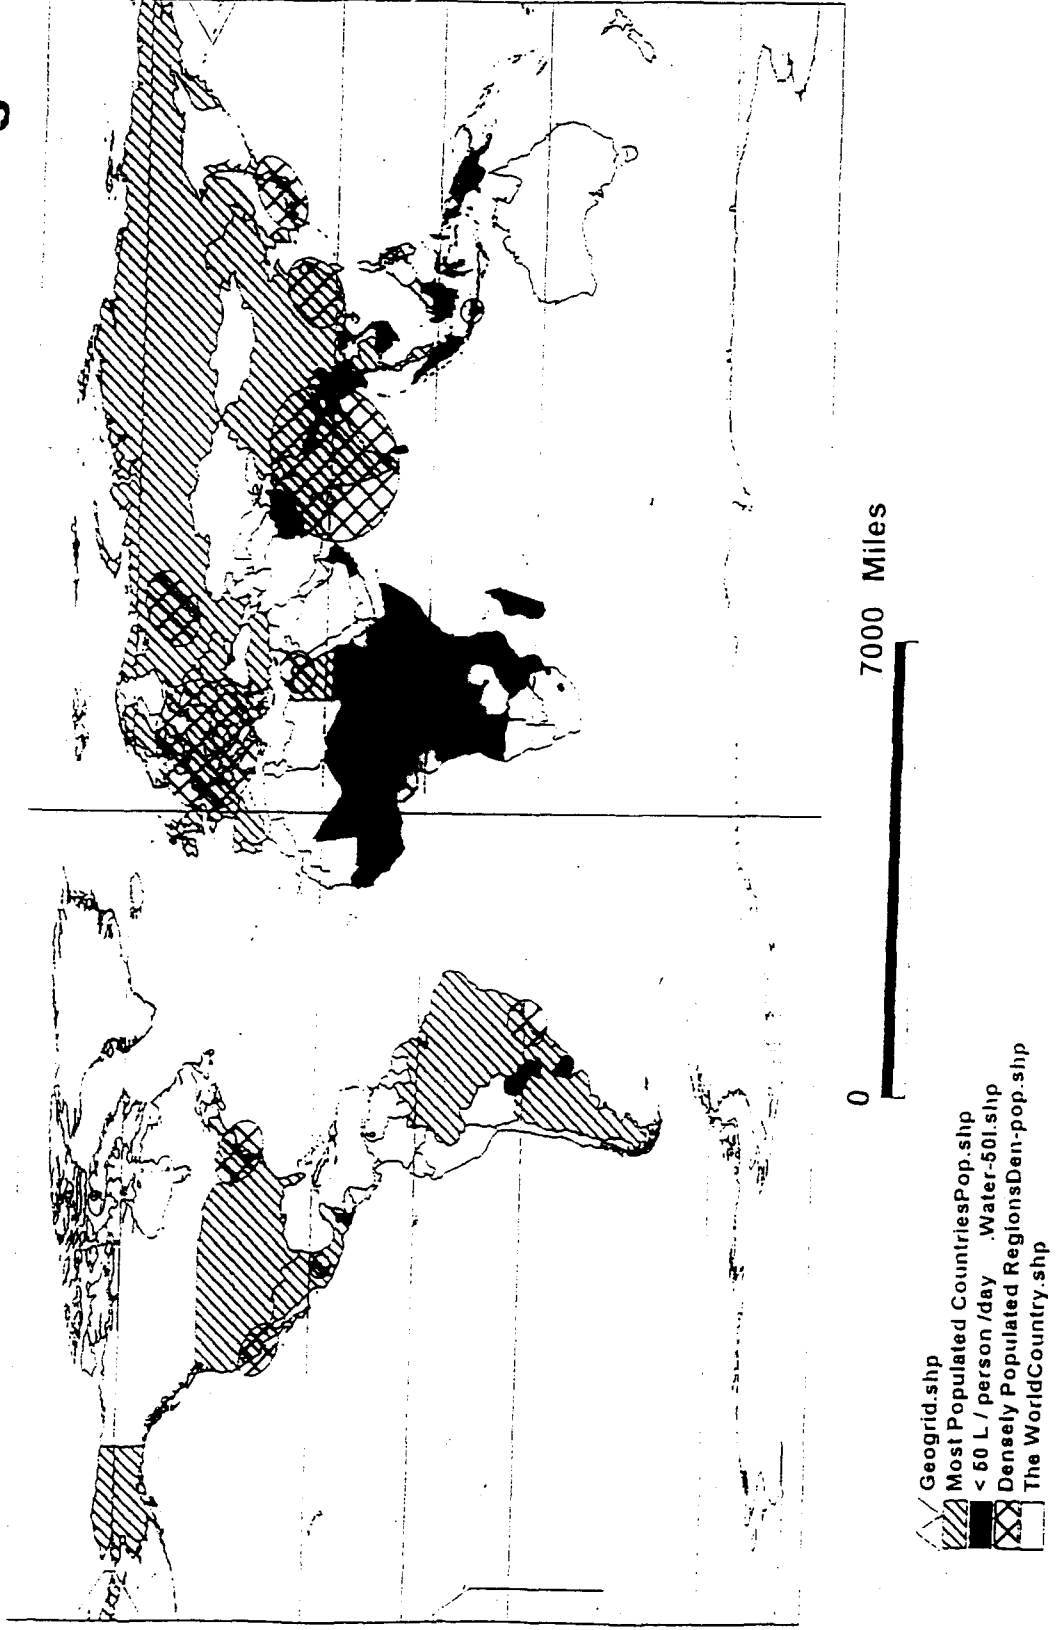 0
7000 Miles
Geogrid.shp
Most Populated CountriesPop.shp
< 50 L / person /day .Water-50l.shp
Densely Populated RegionsDen-pop.shp
The WorldCountry.shp